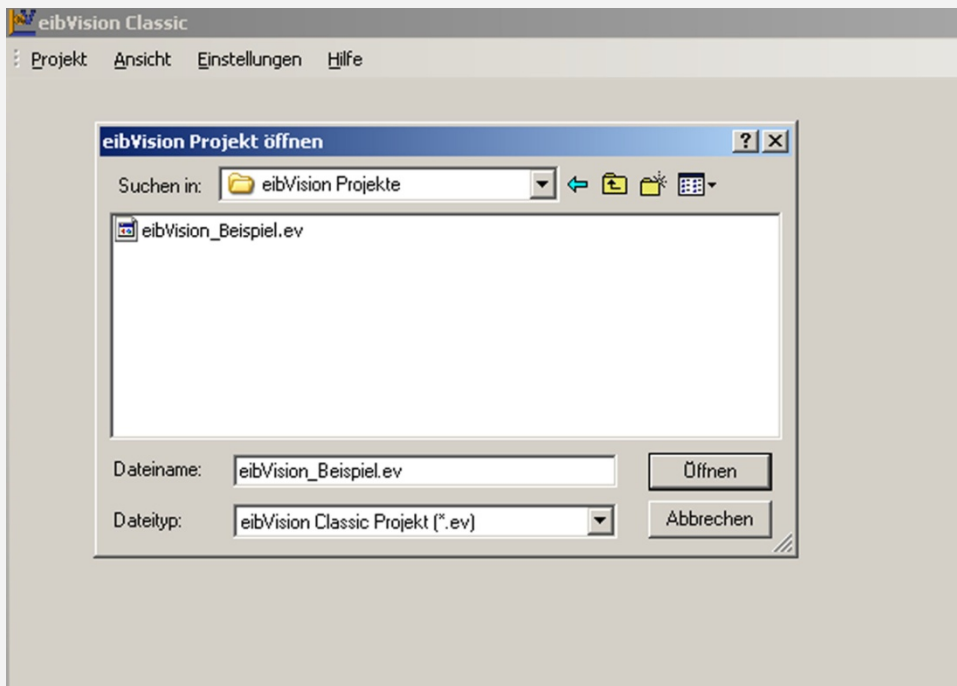 eibVision Classic
Projekt Ansicht Einstellungen Hilfe
eibVision Projekt öffnen
Suchen in: eibVision Projekte
eibVision_Beispiel.ev
Dateiname: eibVision_Beispiel.ev Öffnen
Dateityp: eibVision Classic Projekt (*.ev) Abbrechen